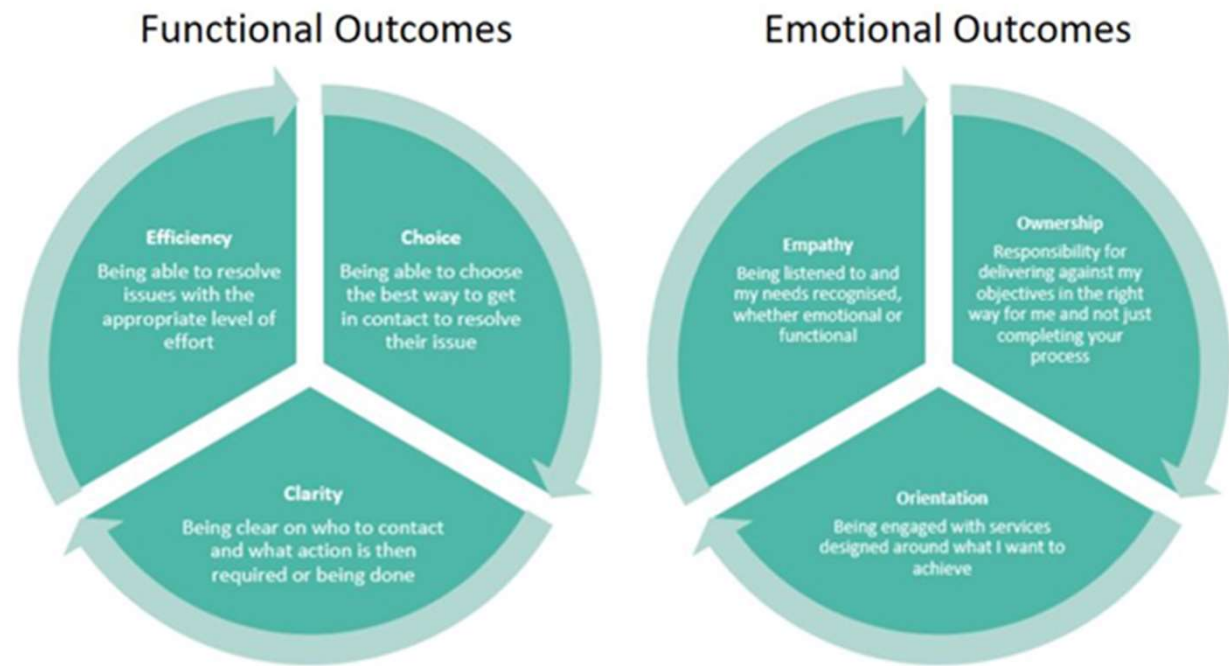 Functional Outcomes
Efficiency
Being able to resolve
issues with the
appropriate level of
effort
Choice
Being able to choose
the best way to get
in contact to resolve
their issue
Clarity
Being clear on who to contact
and what action is then
required or being done
Emotional Outcomes
Empathy
Being listened to and
my needs recognised,
whether emotional or
functional
Ownership
Responsibility for
delivering against my
objectives in the right
way for me and not just
completing your
process
Orientation
Being engaged with services
designed around what I want to
achieve